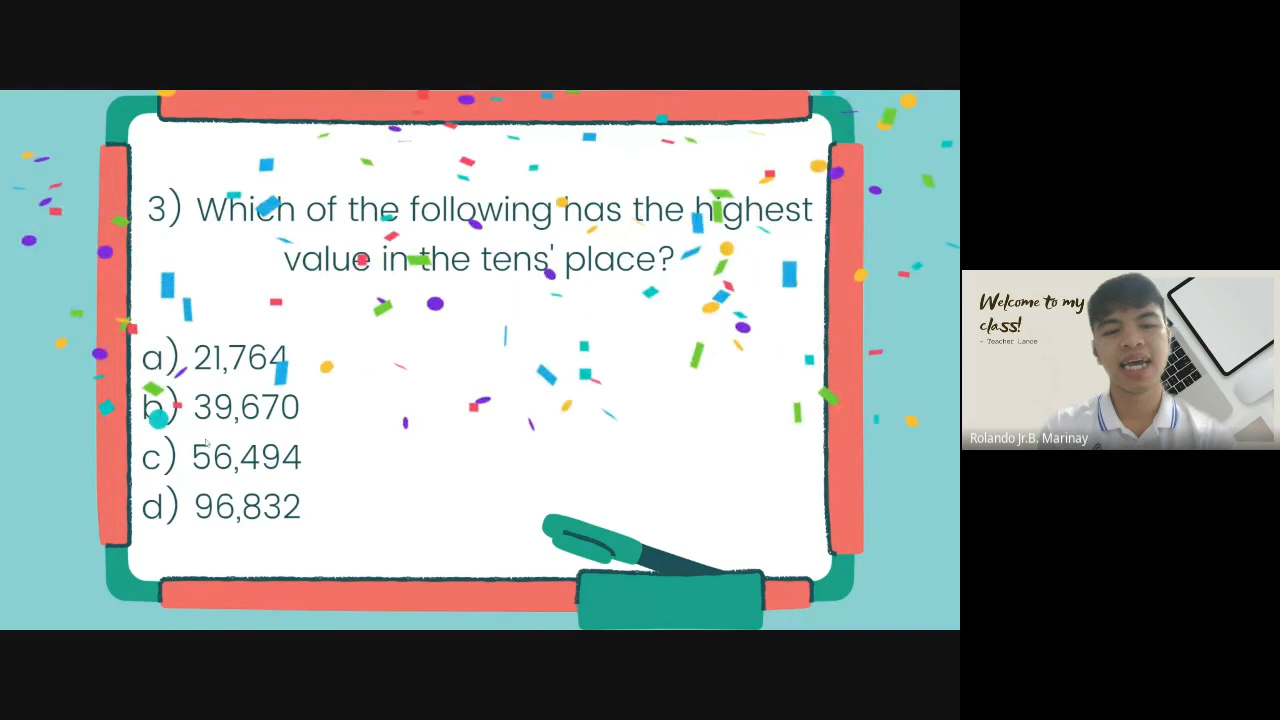 3) Which of the following has the highest
value in the tens' place?
a) 21,764
b) 39,670
c) 56,494
d) 96,832
Welcome to my
class!
- Teacher Lance
Rolando Jr.B. Marinay